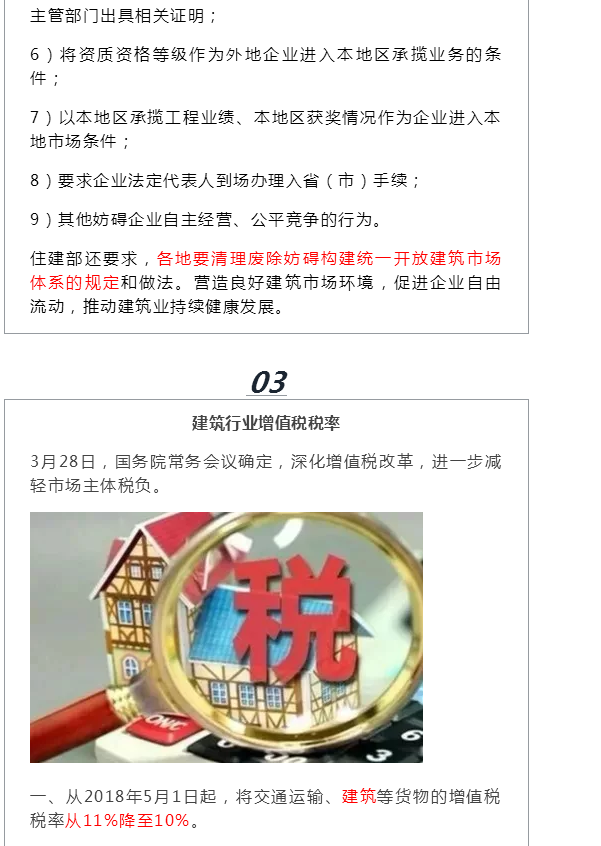 主管部门出具相关证明；
6）将资质资格等级作为外地企业进入本地区承揽业务的条
件；
7）以本地区承揽工程业绩、本地区获奖情况作为企业进入本
地市场条件；
8）要求企业法定代表人到场办理入省（市）手续；
9）其他妨碍企业自主经营、公平竞争的行为。
住建部还要求，各地要清理废除妨碍构建统一开放建筑市场
体系的规定和做法。营造良好建筑市场环境，促进企业自由
流动，推动建筑业持续健康发展。
03
建筑行业增值税税率
3月28日，国务院常务会议确定，深化增值税改革，进一步减
轻市场主体税负。
税
ON/C
3
6
一、从2018年5月1日起，将交通运输、建筑等货物的增值税
税率从11%降至10%。